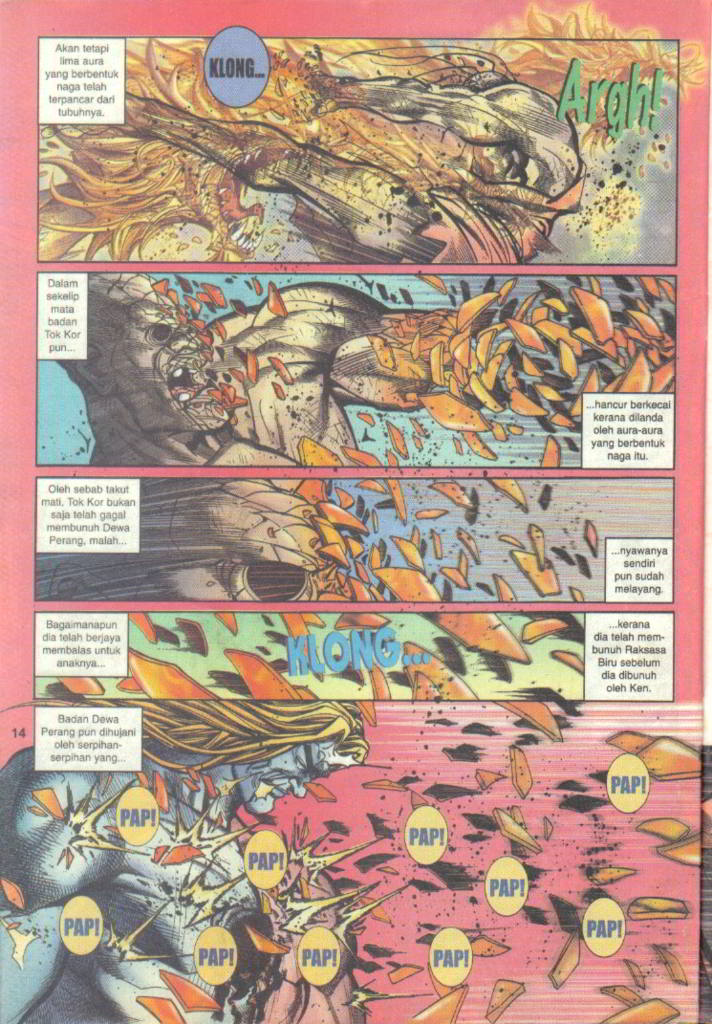 Akan tetapi
lima aura
yang berbentuk
naga telah
terpancar dari
tubuhnya.
KLONG...
Argh!
Dalam
sekelip
mata
badan
Tok Kor
pun...
...hancur berkecai
kerana dilanda
oleh aura-aura
yang berbentuk
naga itu.
Oleh sebab takut
mati, Tok Kor bukan
saja telah gagal
membunuh Dewa
Perang, malah...
...nyawanya
sendiri
pun sudah
melayang.
Bagaimanapun
dia telah berjaya
membalas untuk
anaknya...
KLONG...
...kerana
dia telah mem-
bunuh Raksasa
Biru sebelum
dia dibunuh
oleh Ken.
14
Badan Dewa
Perang pun dihujani
oleh serpihan-
serpihan yang...
PAP!
PAP!
PAP!
PAP!
PAP!
PAP!
PAP!
PAP!
PAP!
PAP!